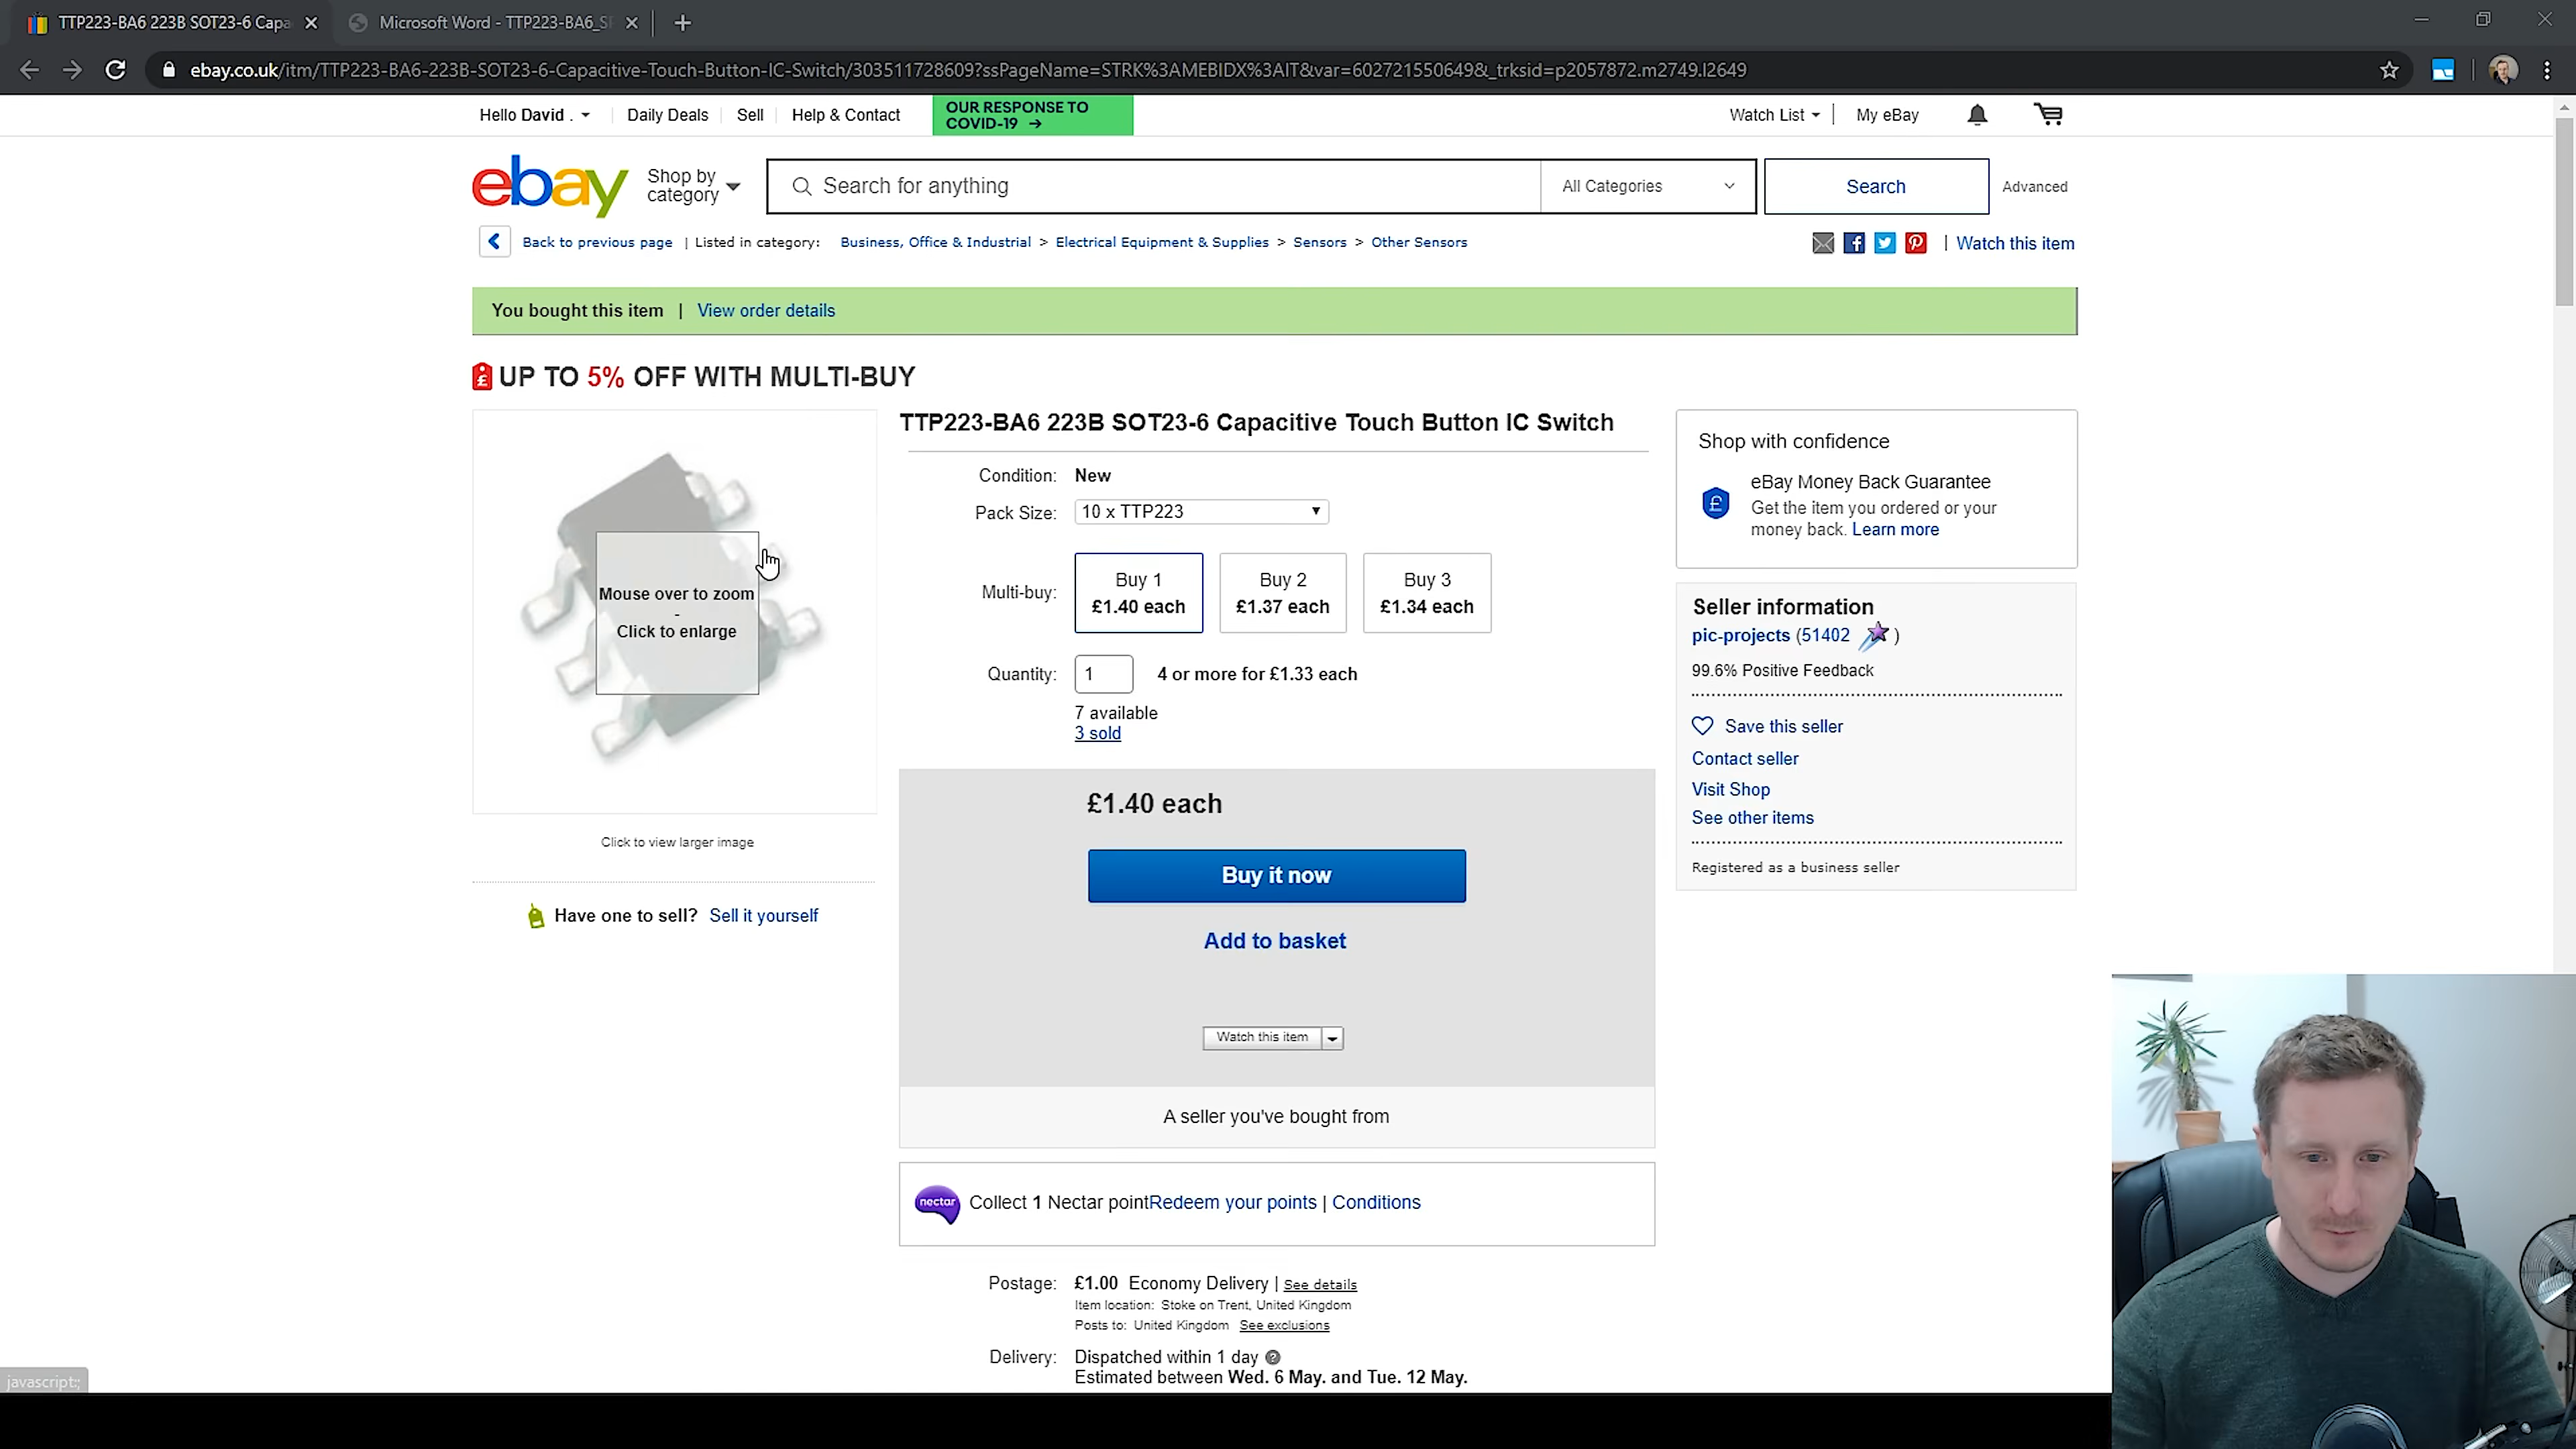 TTP223-BA6 223B SOT23-6 Capa
Microsoft Word - TTP223-BA6_S
ebay.co.uk/itm/TTP223-BA6-223B-SOT23-6-Capacitive-Touch-Button-IC-Switch/303511728609?ssPageName=STRK%3AMEBIDX%3AIT&var=602721550649&_trksid=p2057872.m2749.l2649
Hello David . Daily Deals Sell Help & Contact OUR RESPONSE TO COVID-19 → Watch List My eBay
ebay Shop by category Search for anything All Categories Search Advanced
Back to previous page | Listed in category: Business, Office & Industrial > Electrical Equipment & Supplies > Sensors > Other Sensors | Watch this item
You bought this item | View order details
£ UP TO 5% OFF WITH MULTI-BUY
Mouse over to zoom
-
Click to enlarge
Click to view larger image
Have one to sell? Sell it yourself
TTP223-BA6 223B SOT23-6 Capacitive Touch Button IC Switch
Condition: New
Pack Size: 10 x TTP223
Multi-buy:
Buy 1
£1.40 each
Buy 2
£1.37 each
Buy 3
£1.34 each
Quantity: 1 4 or more for £1.33 each
7 available
3 sold
£1.40 each
Buy it now
Add to basket
Watch this item
A seller you've bought from
nectar Collect 1 Nectar pointRedeem your points | Conditions
Postage: £1.00 Economy Delivery | See details
Item location: Stoke on Trent, United Kingdom
Posts to: United Kingdom See exclusions
Delivery: Dispatched within 1 day ?
Estimated between Wed. 6 May. and Tue. 12 May.
Shop with confidence
£
eBay Money Back Guarantee
Get the item you ordered or your
money back. Learn more
Seller information
pic-projects (51402 )
99.6% Positive Feedback
Save this seller
Contact seller
Visit Shop
See other items
Registered as a business seller
javascript:;